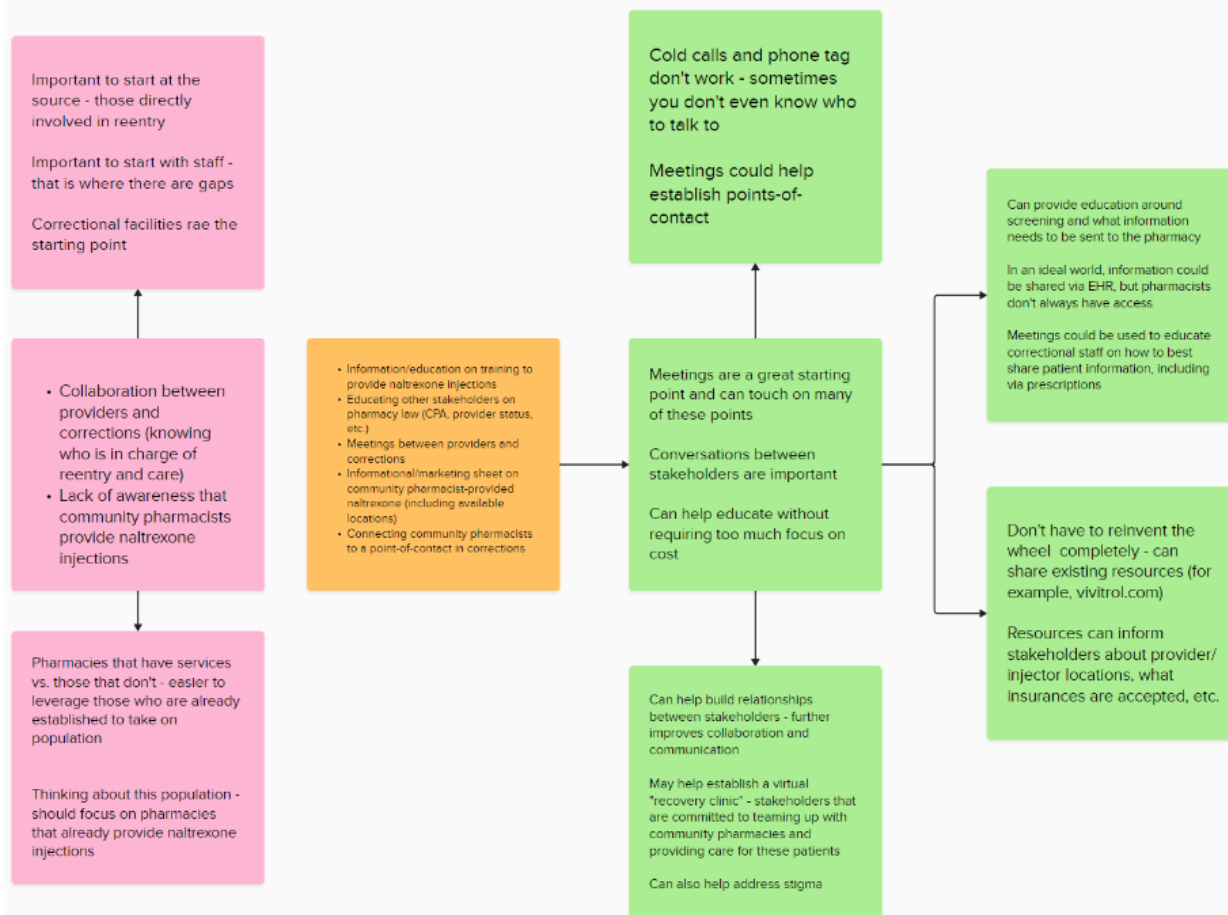 Important to start at the
source - those directly
involved in reentry
Important to start with staff -
that is where there are gaps
Correctional facilities rae the
starting point
• Collaboration between
providers and
corrections (knowing
who is in charge of
reentry and care)
• Lack of awareness that
community pharmacists
provide naltrexone
injections
Pharmacies that have services
vs. those that don't - easier to
leverage those who are already
established to take on
population
Thinking about this population -
should focus on pharmacies
that already provide naltrexone
injections
• Information/education on training to
provide naltrexone injections
• Educating other stakeholders on
pharmacy law (CPA, provider status,
etc.)
• Meetings between providers and
corrections
• Informational/marketing sheet on
community pharmacist-provided
naltrexone (including available
locations)
• Connecting community pharmacists
to a point-of-contact in corrections
Cold calls and phone tag
don't work - sometimes
you don't even know who
to talk to
Meetings could help
establish points-of-
contact
Meetings are a great starting
point and can touch on many
of these points
Conversations between
stakeholders are important
Can help educate without
requiring too much focus on
cost
Can help build relationships
between stakeholders - further
improves collaboration and
communication
May help establish a virtual
"recovery clinic" - stakeholders that
are committed to teaming up with
community pharmacies and
providing care for these patients
Can also help address stigma
Can provide education around
screening and what information
needs to be sent to the pharmacy
In an ideal world, information could
be shared via EHR, but pharmacists
don't always have access
Meetings could be used to educate
correctional staff on how to best
share patient information, including
via prescriptions
Don't have to reinvent the
wheel completely - can
share existing resources (for
example, vivitrol.com)
Resources can inform
stakeholders about provider/
injector locations, what
insurances are accepted, etc.